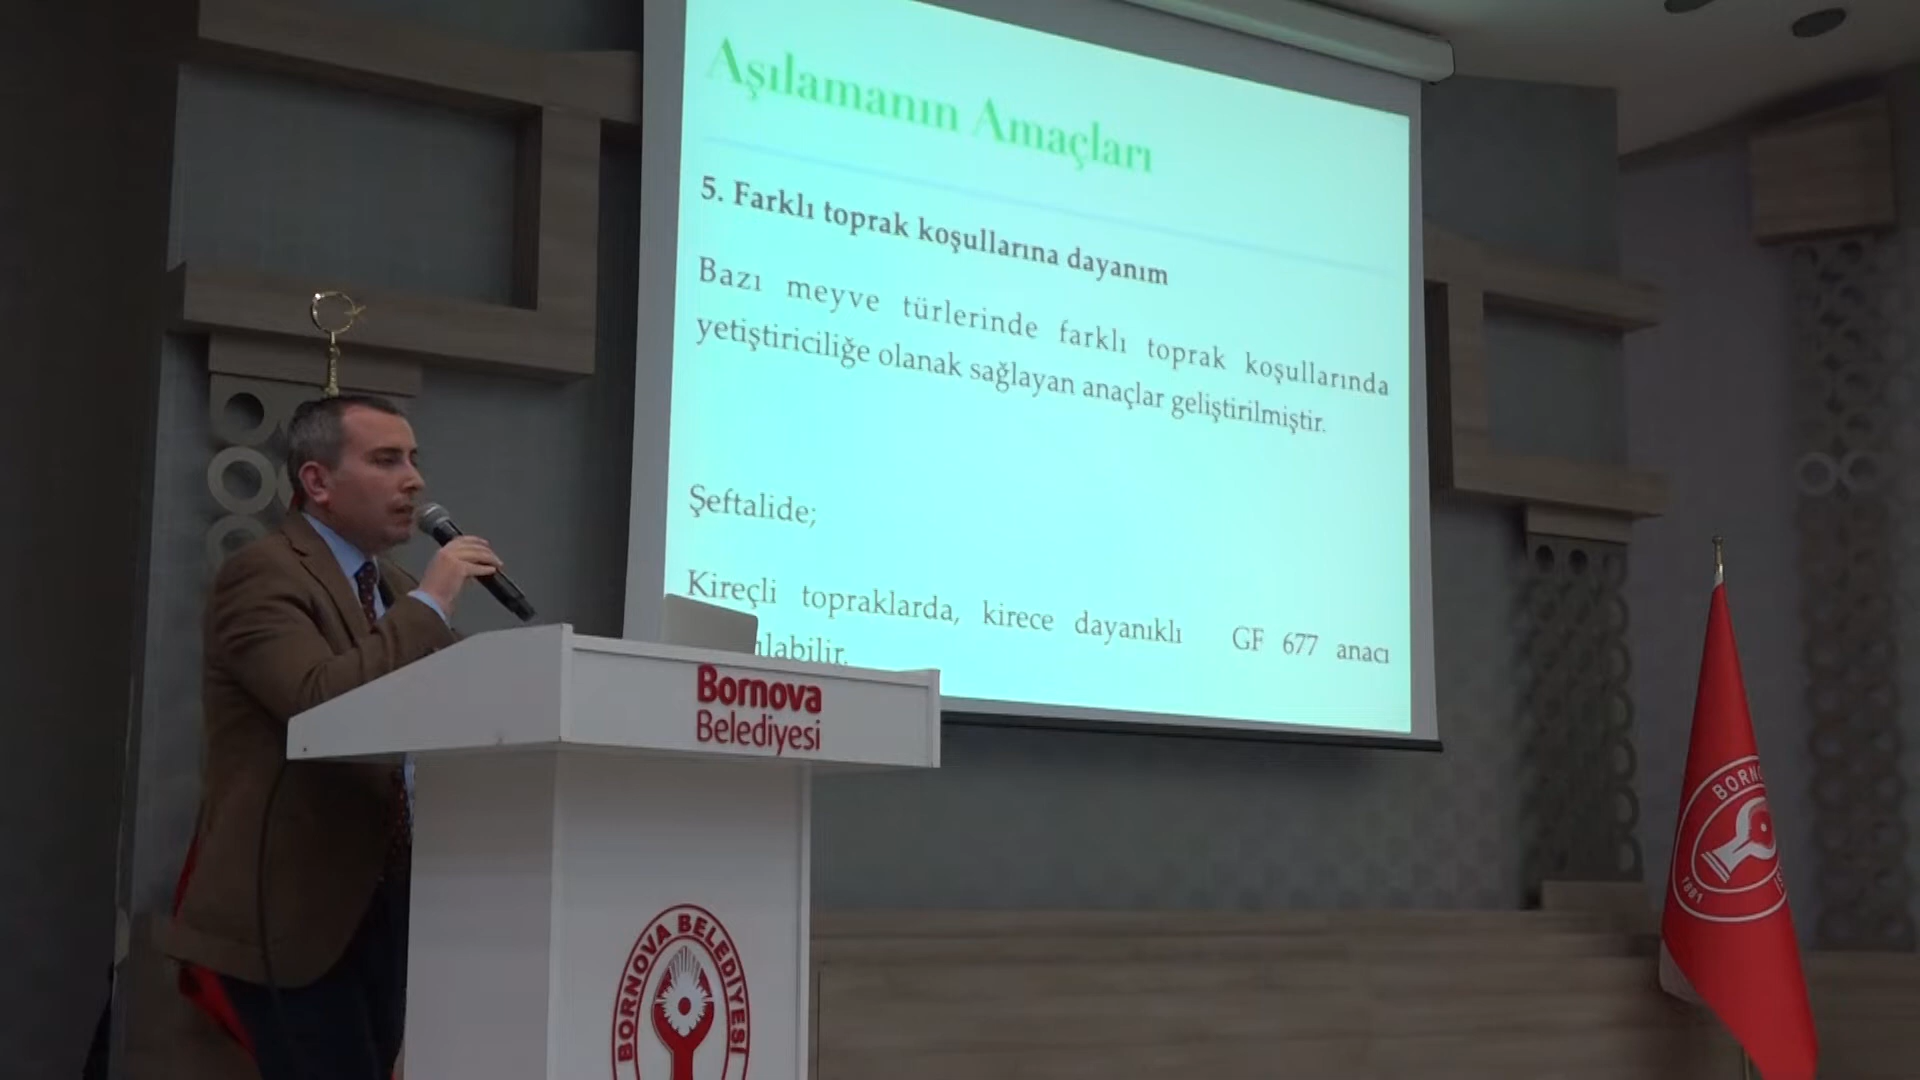 Aşılamanın Amaçları
5. Farklı toprak koşullarına dayanım
Bazı meyve türlerinde farklı toprak koşullarında
yetiştiriciliğe olanak sağlayan anaçlar geliştirilmiştir.
Şeftalide;
Kireçli topraklarda, kirece dayanıklı GF 677 anacı
Bornova
Belediyesi
BORNOVA BELEDİYESİ
1881